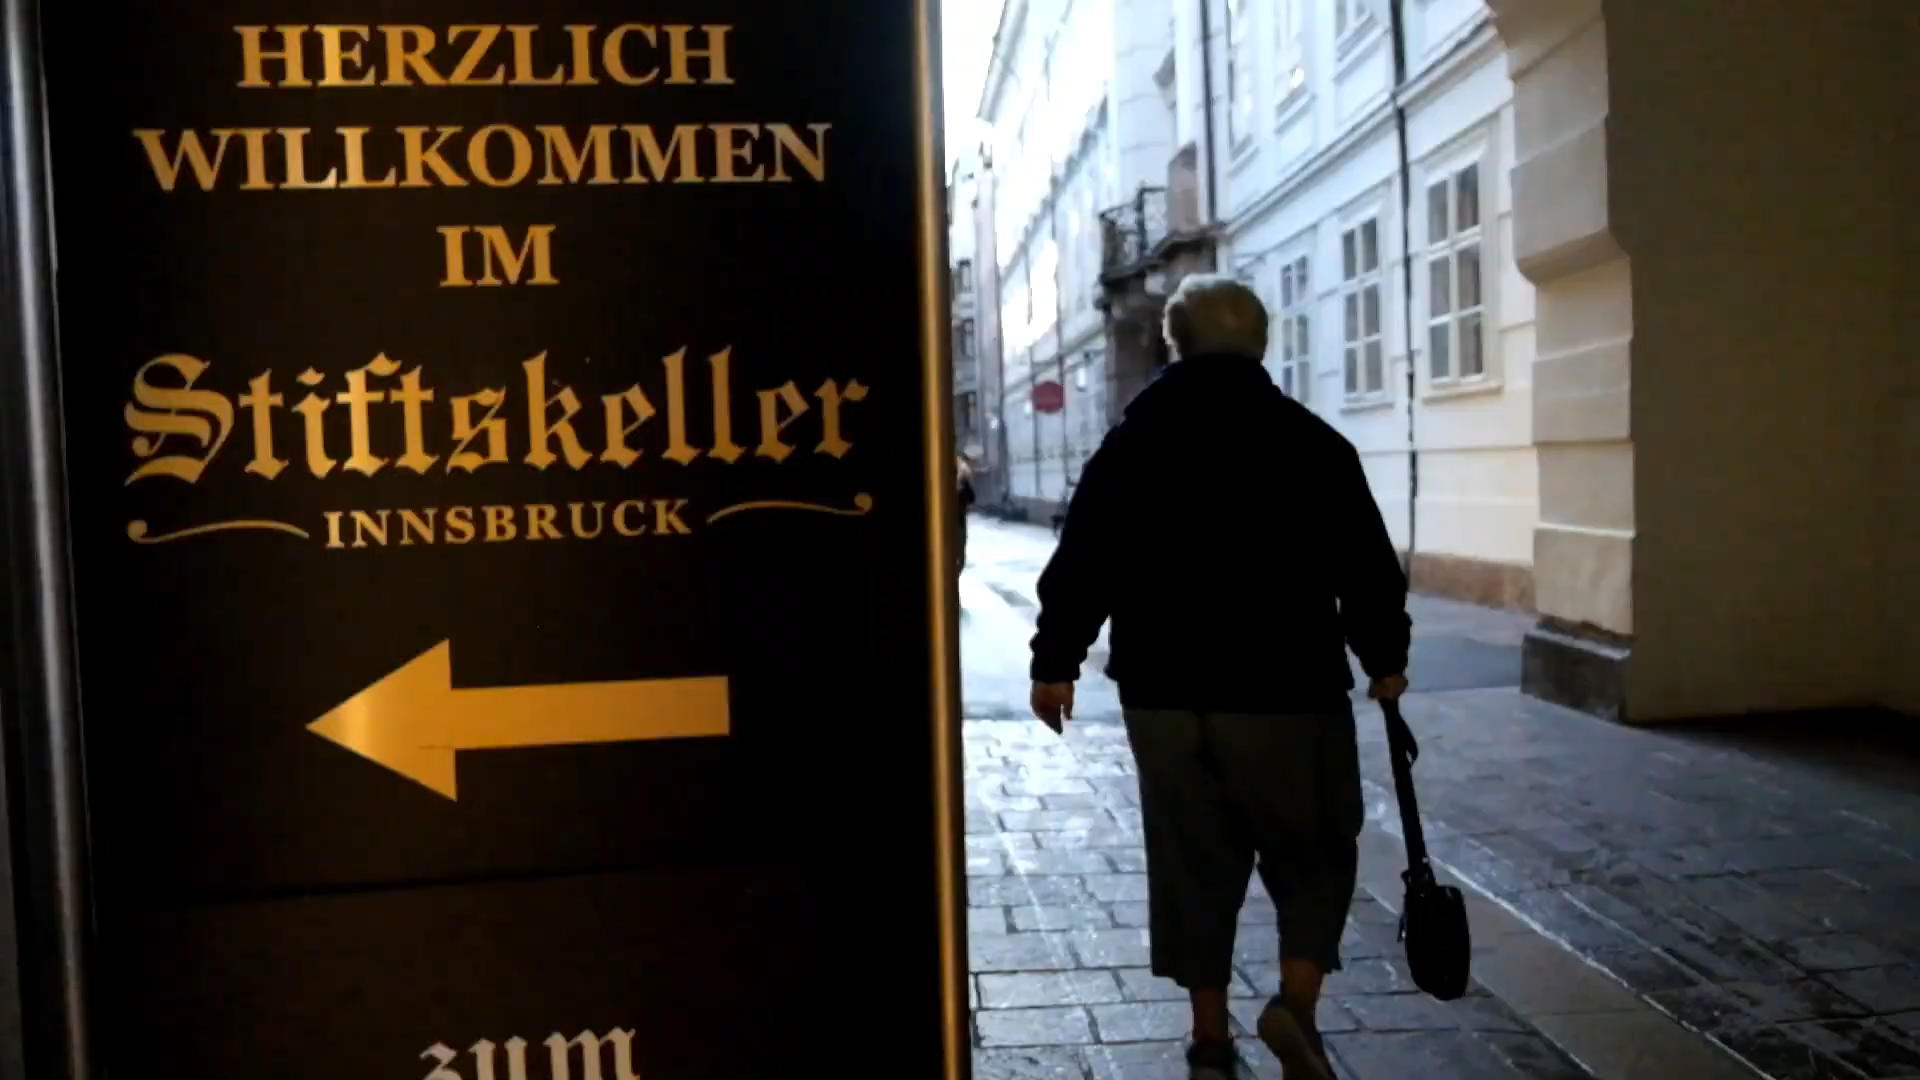 HERZLICH
WILLKOMMEN
IM
Stiftskeller
INNSBRUCK
zum